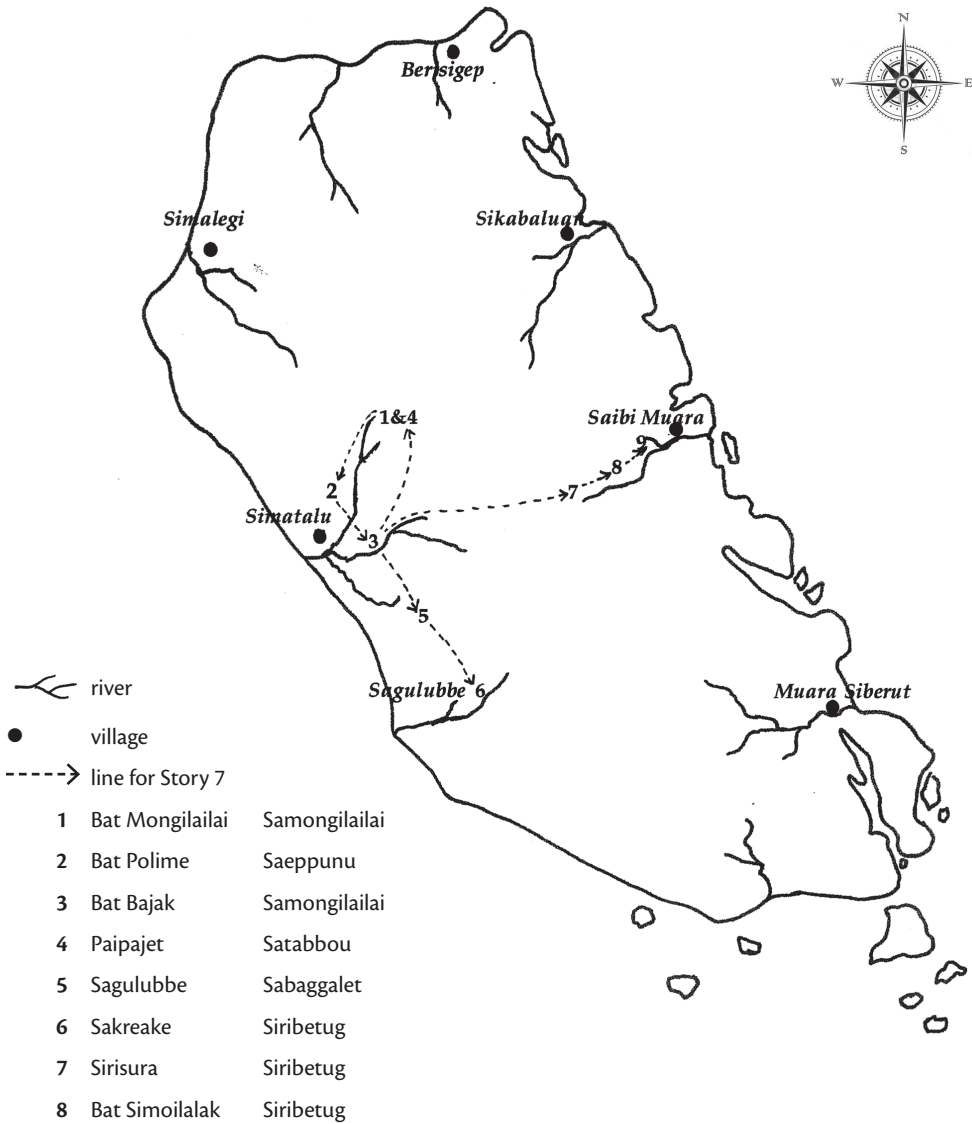 N
Berisigep
W E
S
Simalegi
Sikabaluan
1&4
Saibi Muara
9
8
2
7
Simatalu
3
5
Sagulubbe 6
Muara Siberut
river
village
line for Story 7
1 Bat Mongilailai Samongilailai
2 Bat Polime Saeppunu
3 Bat Bajak Samongilailai
4 Paipajet Satabbou
5 Sagulubbe Sabaggalet
6 Sakreake Siribetug
7 Sirisura Siribetug
8 Bat Simoilalak Siribetug